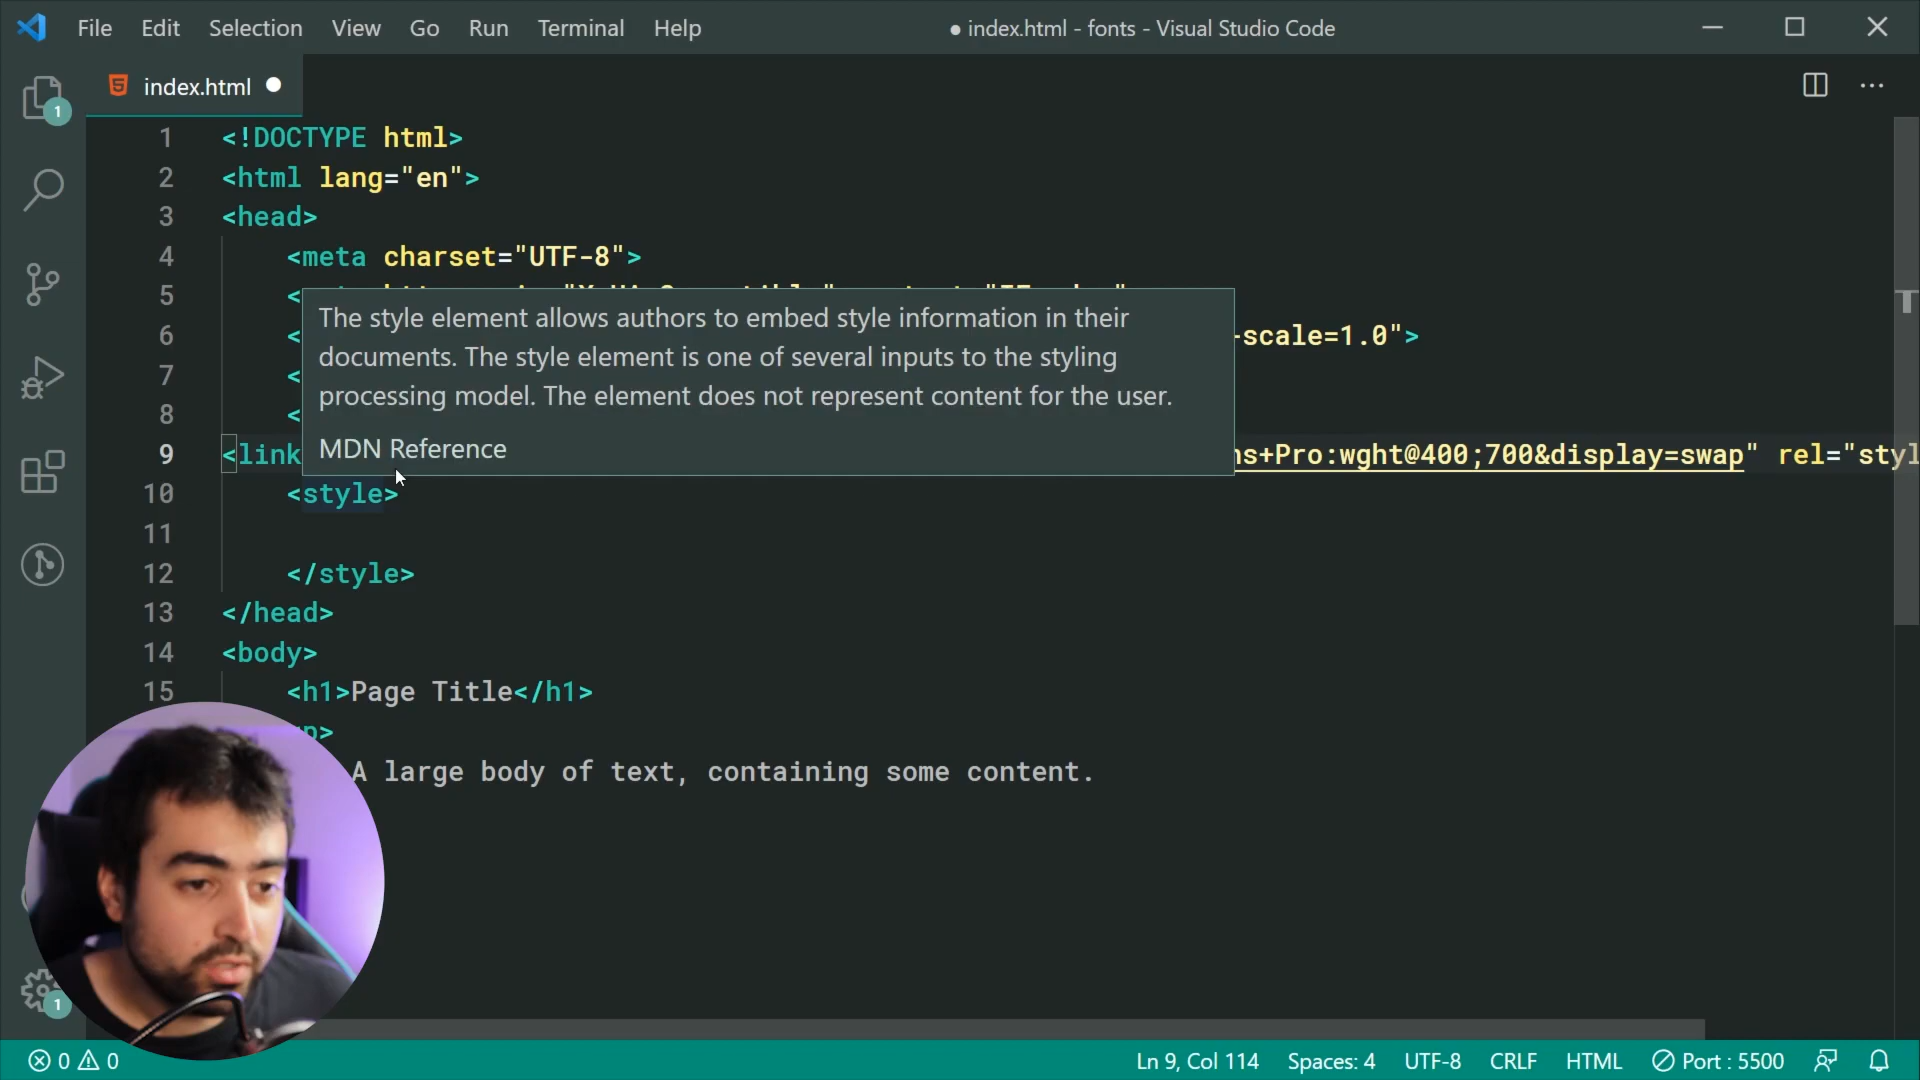 File Edit Selection View Go Run Terminal Help ● index.html - fonts - Visual Studio Code
index.html
1
1 <!DOCTYPE html>
2 <html lang="en">
3 <head>
4 <meta charset="UTF-8">
5 <
The style element allows authors to embed style information in their
6 < -scale=1.0">
documents. The style element is one of several inputs to the styling
7 <
processing model. The element does not represent content for the user.
8 <
MDN Reference
9 <link ns+Pro:wght@400;700&display=swap" rel="styl
10 <style>
11
12 </style>
13 </head>
14 <body>
15 <h1>Page Title</h1>
p>
A large body of text, containing some content.
1
0 0 Ln 9, Col 114 Spaces: 4 UTF-8 CRLF HTML Port : 5500